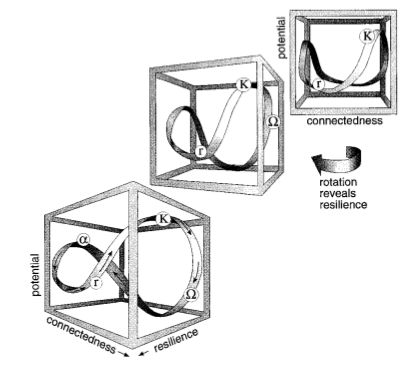 potential
K
r
connectedness
K
Ω
r
rotation
reveals
resilience
α
K
r
Ω
potential
connectedness
resilience